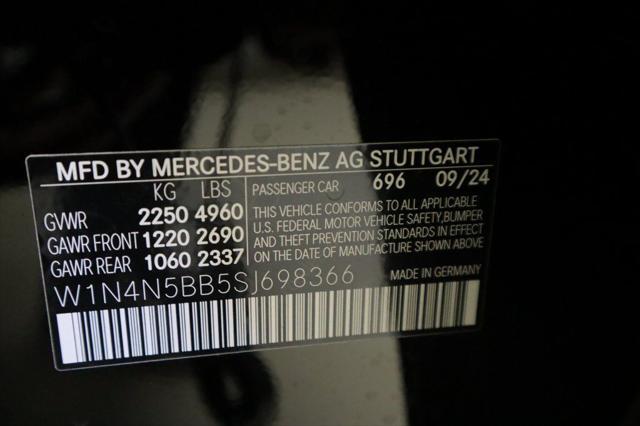 MFD BY MERCEDES-BENZ AG STUTTGART
KG LBS
GVWR 2250 4960
GAWR FRONT 1220 2690
GAWR REAR 1060 2337
PASSENGER CAR 696 09/24
THIS VEHICLE CONFORMS TO ALL APPLICABLE
U.S. FEDERAL MOTOR VEHICLE SAFETY, BUMPER
AND THEFT PREVENTION STANDARDS IN EFFECT
ON THE DATE OF MANUFACTURE SHOWN ABOVE
W1N4N5BB5SJ698366
MADE IN GERMANY